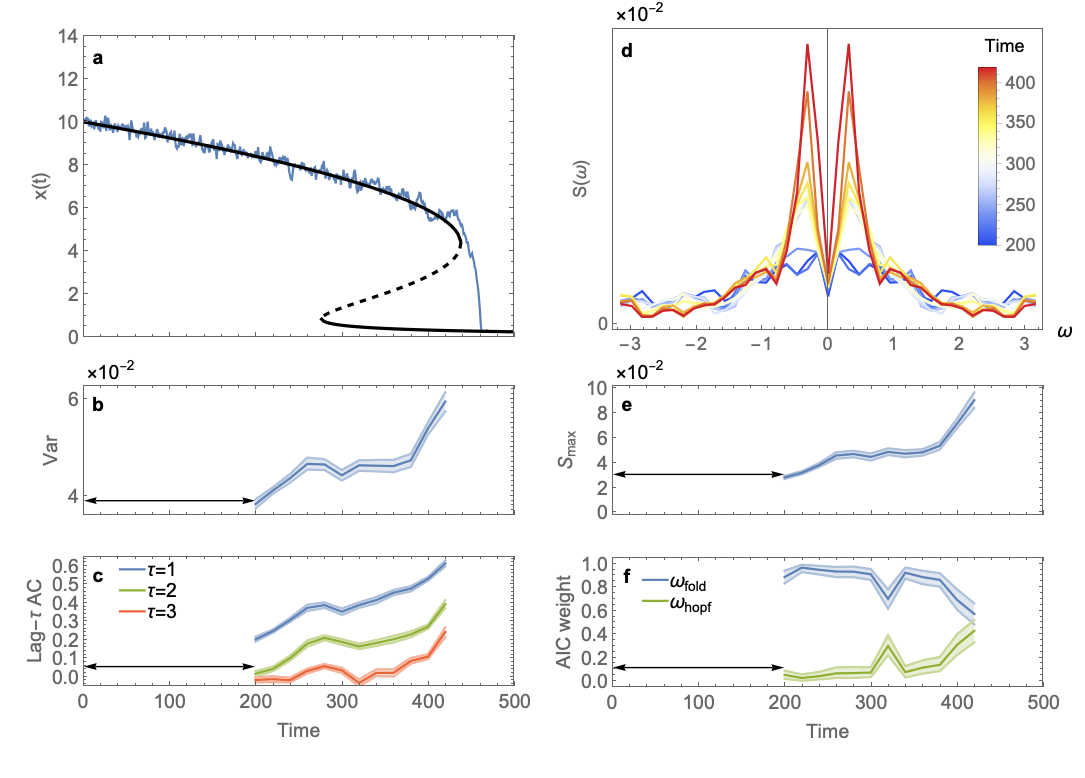 a
14
12
10
8
6
4
2
0
x(t)
×10⁻²
d
S(ω)
0
−3
−2
−1
0
1
2
3
ω
Time
400
350
300
250
200
×10⁻²
b
6
4
Var
×10⁻²
e
10
8
6
4
2
0
Smax
c
τ=1
τ=2
τ=3
0.6
0.5
0.4
0.3
0.2
0.1
0.0
Lag−τ AC
0
100
200
300
400
500
Time
f
ωfold
ωhopf
1.0
0.8
0.6
0.4
0.2
0.0
AIC weight
0
100
200
300
400
500
Time